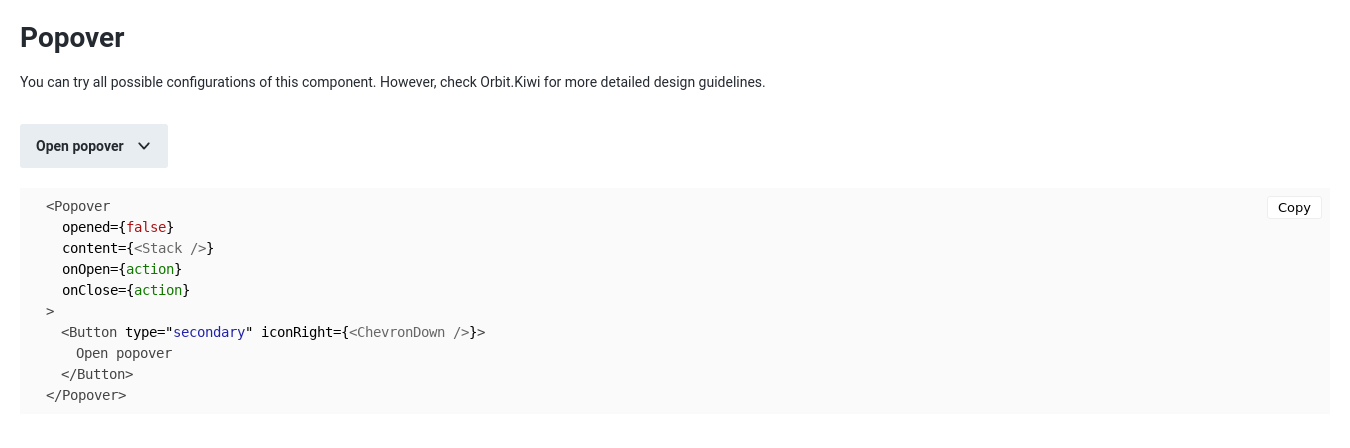 Popover
You can try all possible configurations of this component. However, check Orbit.Kiwi for more detailed design guidelines.
Open popover
Copy
<Popover
  opened={false}
  content={<Stack />}
  onOpen={action}
  onClose={action}
>
  <Button type="secondary" iconRight={<ChevronDown />}>
    Open popover
  </Button>
</Popover>